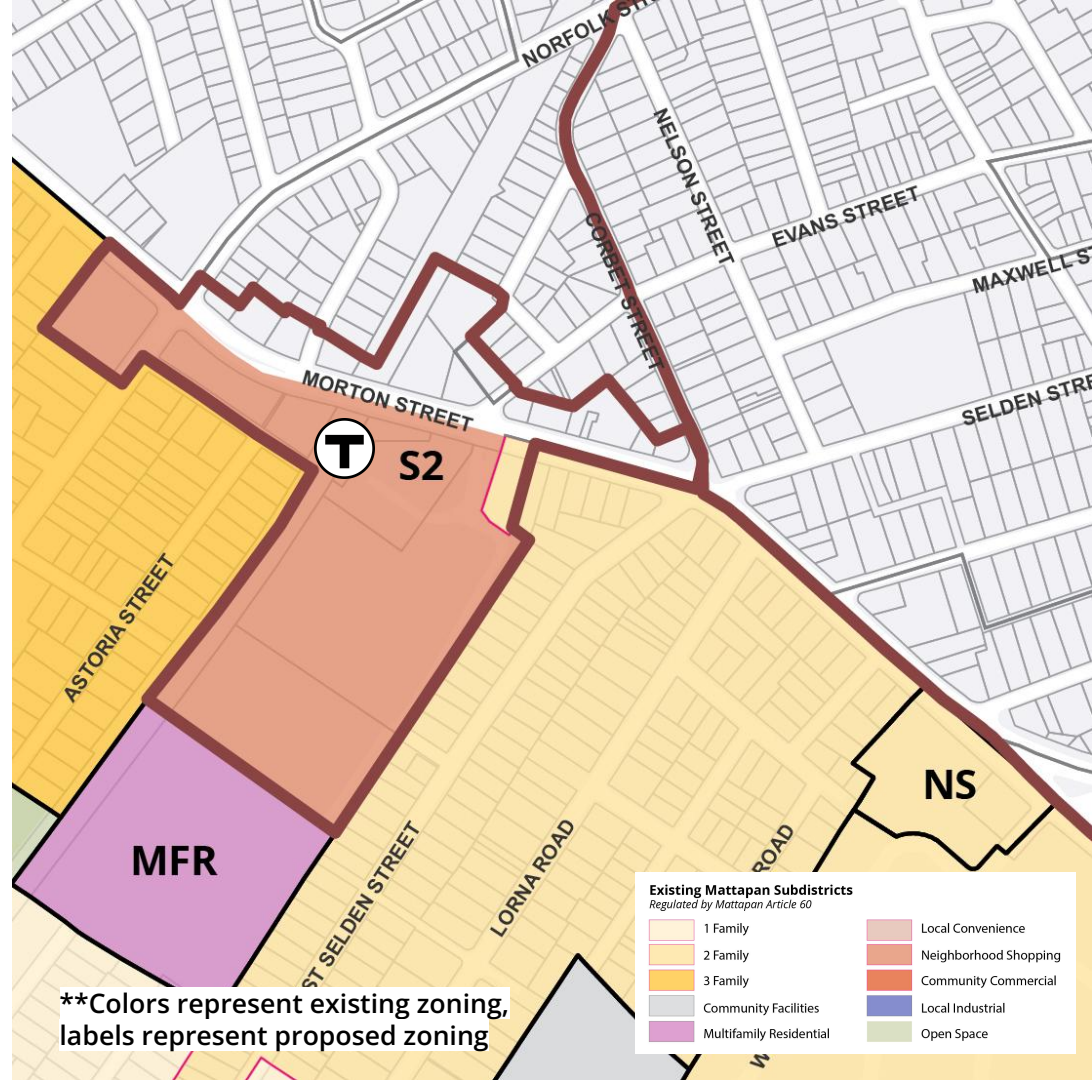 NORFOLK ST
NELSON STREET
EVANS STREET
MAXWELL S
CORBET STREET
MORTON STREET
SELDEN STRE
T
S2
ASTORIA STREET
NS
MFR
ST SELDEN STREET
LORNA ROAD
ROAD
W
Existing Mattapan Subdistricts
Regulated by Mattapan Article 60
1 Family
2 Family
3 Family
Community Facilities
Multifamily Residential
Local Convenience
Neighborhood Shopping
Community Commercial
Local Industrial
Open Space
**Colors represent existing zoning,
labels represent proposed zoning